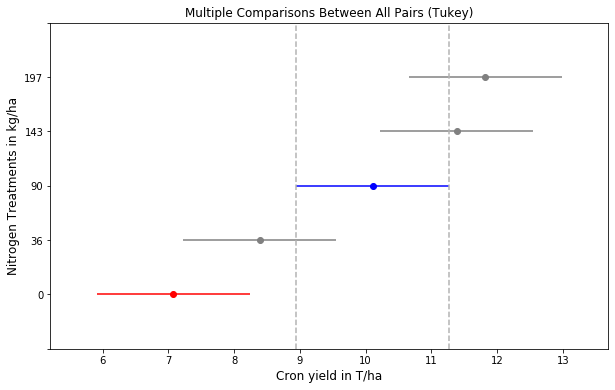 Multiple Comparisons Between All Pairs (Tukey)
Nitrogen Treatments in kg/ha
197
143
90
36
0
6 7 8 9 10 11 12 13
Cron yield in T/ha